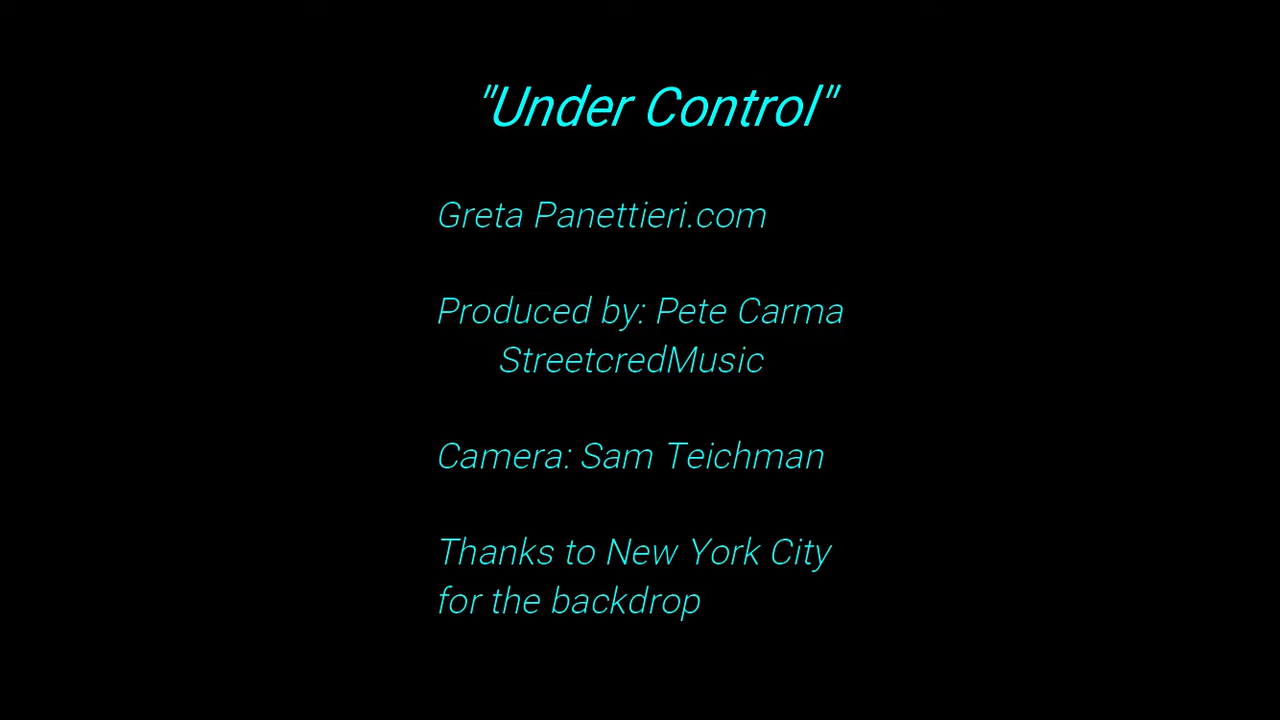 "Under Control"
Greta Panettieri.com
Produced by: Pete Carma
StreetcredMusic
Camera: Sam Teichman
Thanks to New York City
for the backdrop